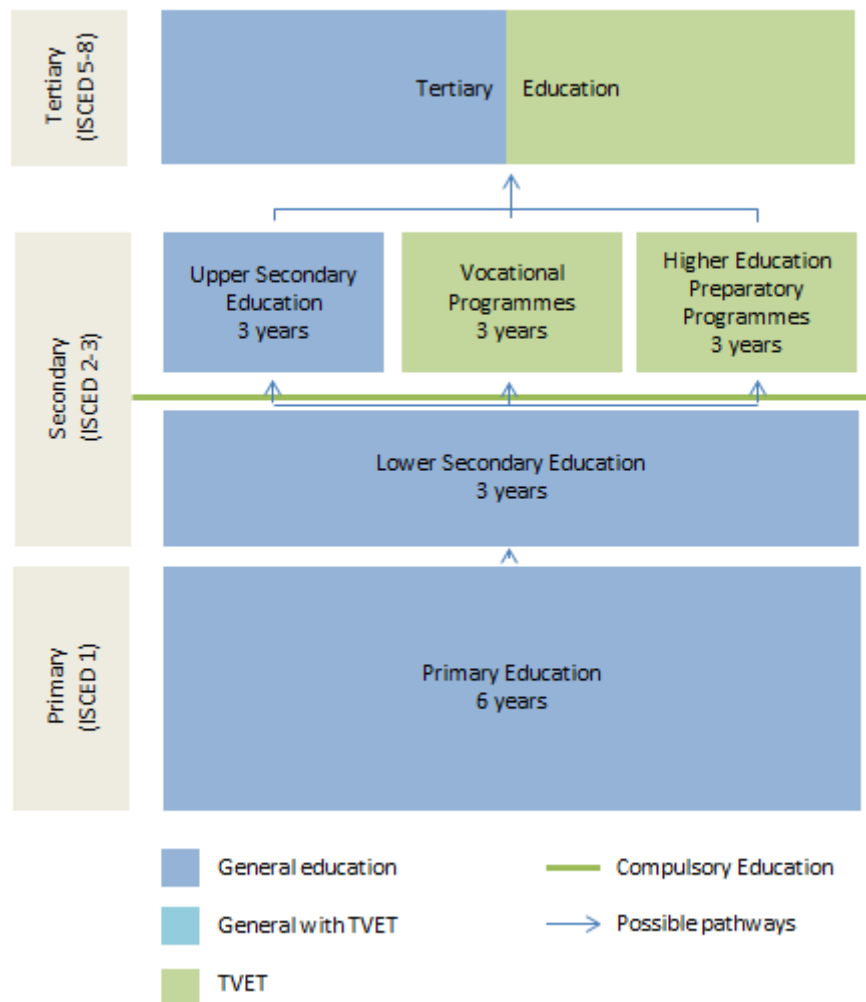 Tertiary
(ISCED 5-8)
Tertiary Education
Secondary
(ISCED 2-3)
Upper Secondary
Education
3 years
Vocational
Programmes
3 years
Higher Education
Preparatory
Programmes
3 years
Lower Secondary Education
3 years
Primary
(ISCED 1)
Primary Education
6 years
General education
Compulsory Education
General with TVET
Possible pathways
TVET